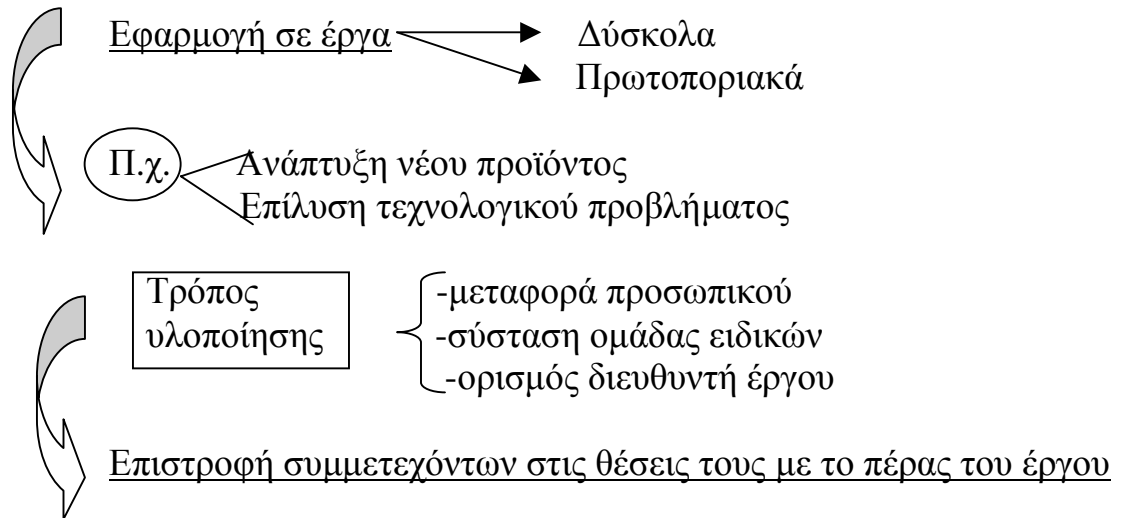 Εφαρμογή σε έργα Δύσκολα
Πρωτοποριακά
Π.χ. Ανάπτυξη νέου προϊόντος
Επίλυση τεχνολογικού προβλήματος
Τρόπος -μεταφορά προσωπικού
υλοποίησης -σύσταση ομάδας ειδικών
-ορισμός διευθυντή έργου
Επιστροφή συμμετεχόντων στις θέσεις τους με το πέρας του έργου